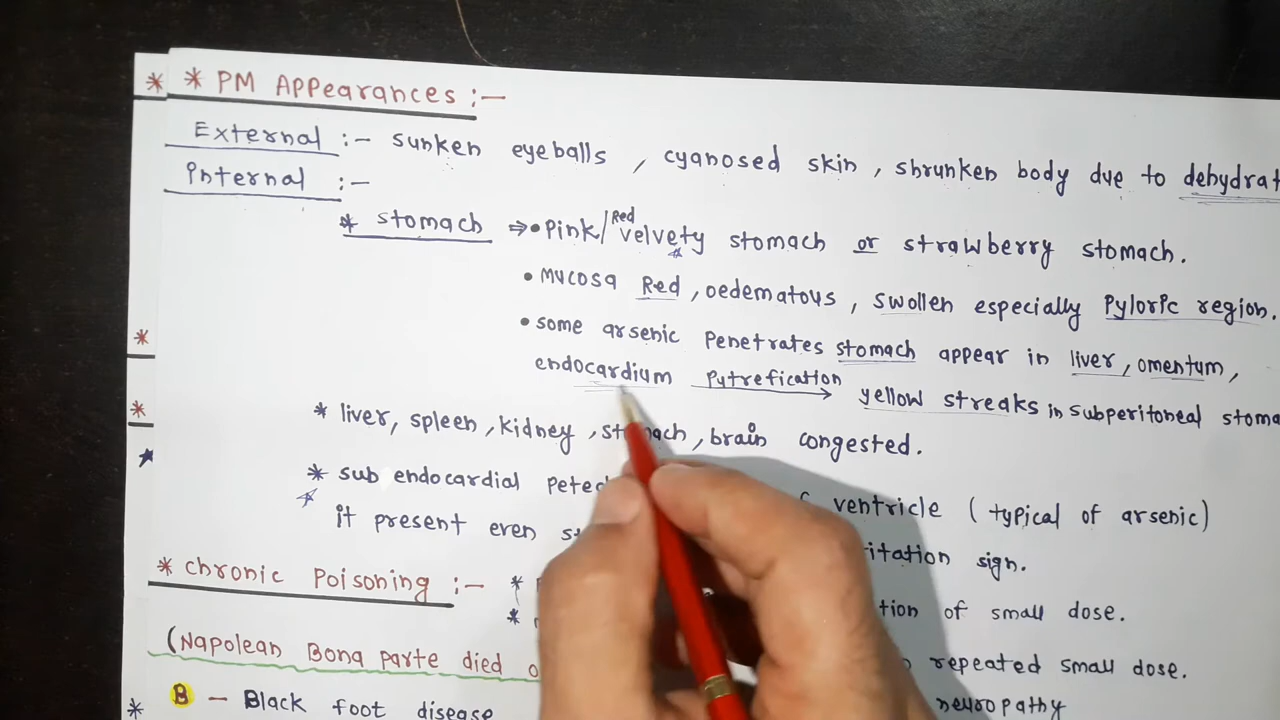 * * PM Appearances :-
External :- sunken eyeballs , cyanosed skin , shrunken body due to dehydrat
Internal :-
* stomach ⇒ • Pink/Red velvety stomach or strawberry stomach.
• Mucosa Red , oedematous , swollen especially Pyloric region.
* • some arsenic Penetrates stomach appear in liver , omentum ,
endocardium Putrefication → yellow streaks in subperitoneal stoma
* * liver, spleen , kidney , stomach , brain congested.
* * sub endocardial ventricle ( typical of arsenic )
* it present even itation sign.
* Chronic Poisoning :- *
* tion of small dose.
(Napolean Bona parte died repeated small dose.
* B - Black foot disease neuropathy